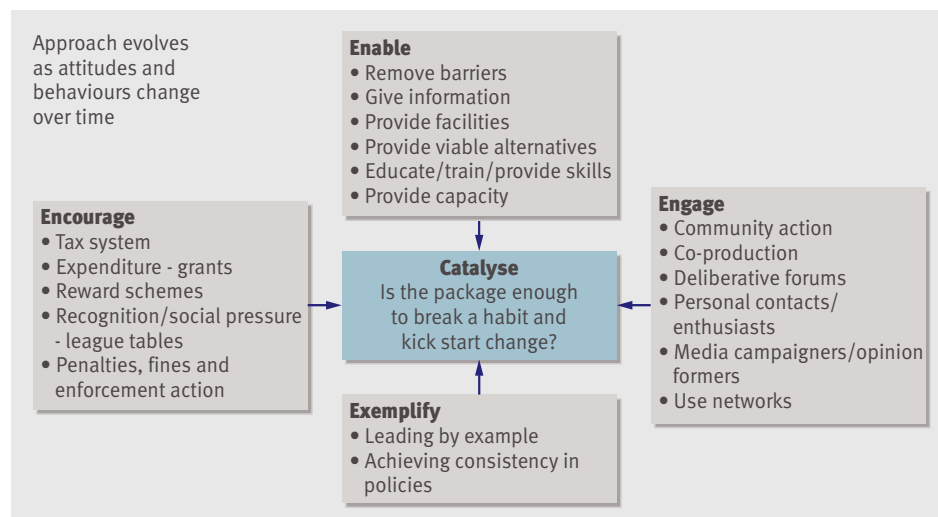 Approach evolves
as attitudes and
behaviours change
over time
Enable
• Remove barriers
• Give information
• Provide facilities
• Provide viable alternatives
• Educate/train/provide skills
• Provide capacity
Encourage
• Tax system
• Expenditure - grants
• Reward schemes
• Recognition/social pressure
- league tables
• Penalties, fines and
enforcement action
Catalyse
Is the package enough
to break a habit and
kick start change?
Engage
• Community action
• Co-production
• Deliberative forums
• Personal contacts/
enthusiasts
• Media campaigners/opinion
formers
• Use networks
Exemplify
• Leading by example
• Achieving consistency in
policies